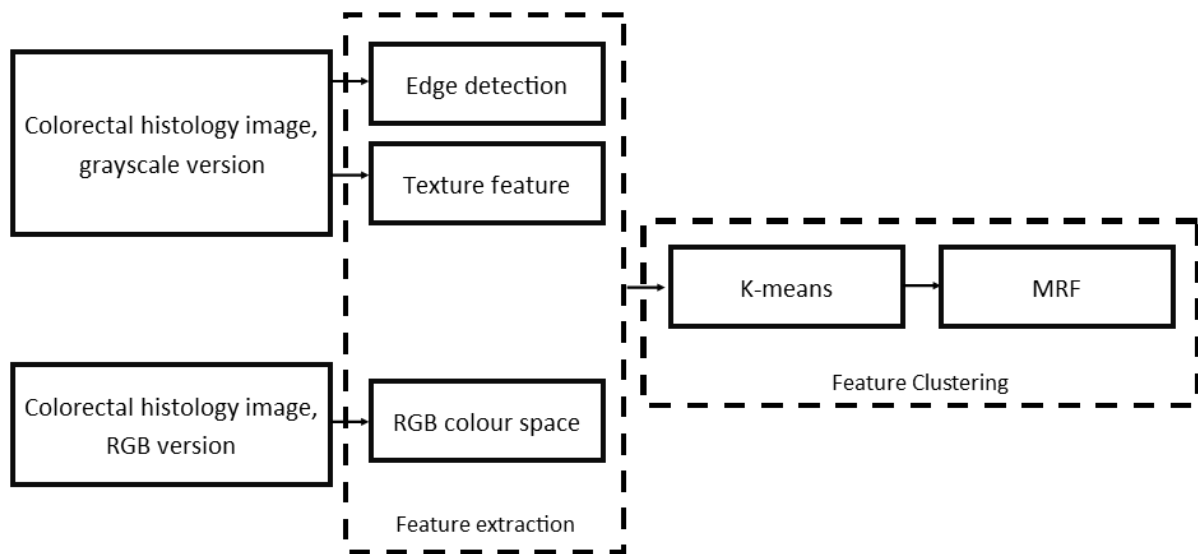 Colorectal histology image,
grayscale version
Edge detection
Texture feature
Colorectal histology image,
RGB version
RGB colour space
Feature extraction
K-means
MRF
Feature Clustering